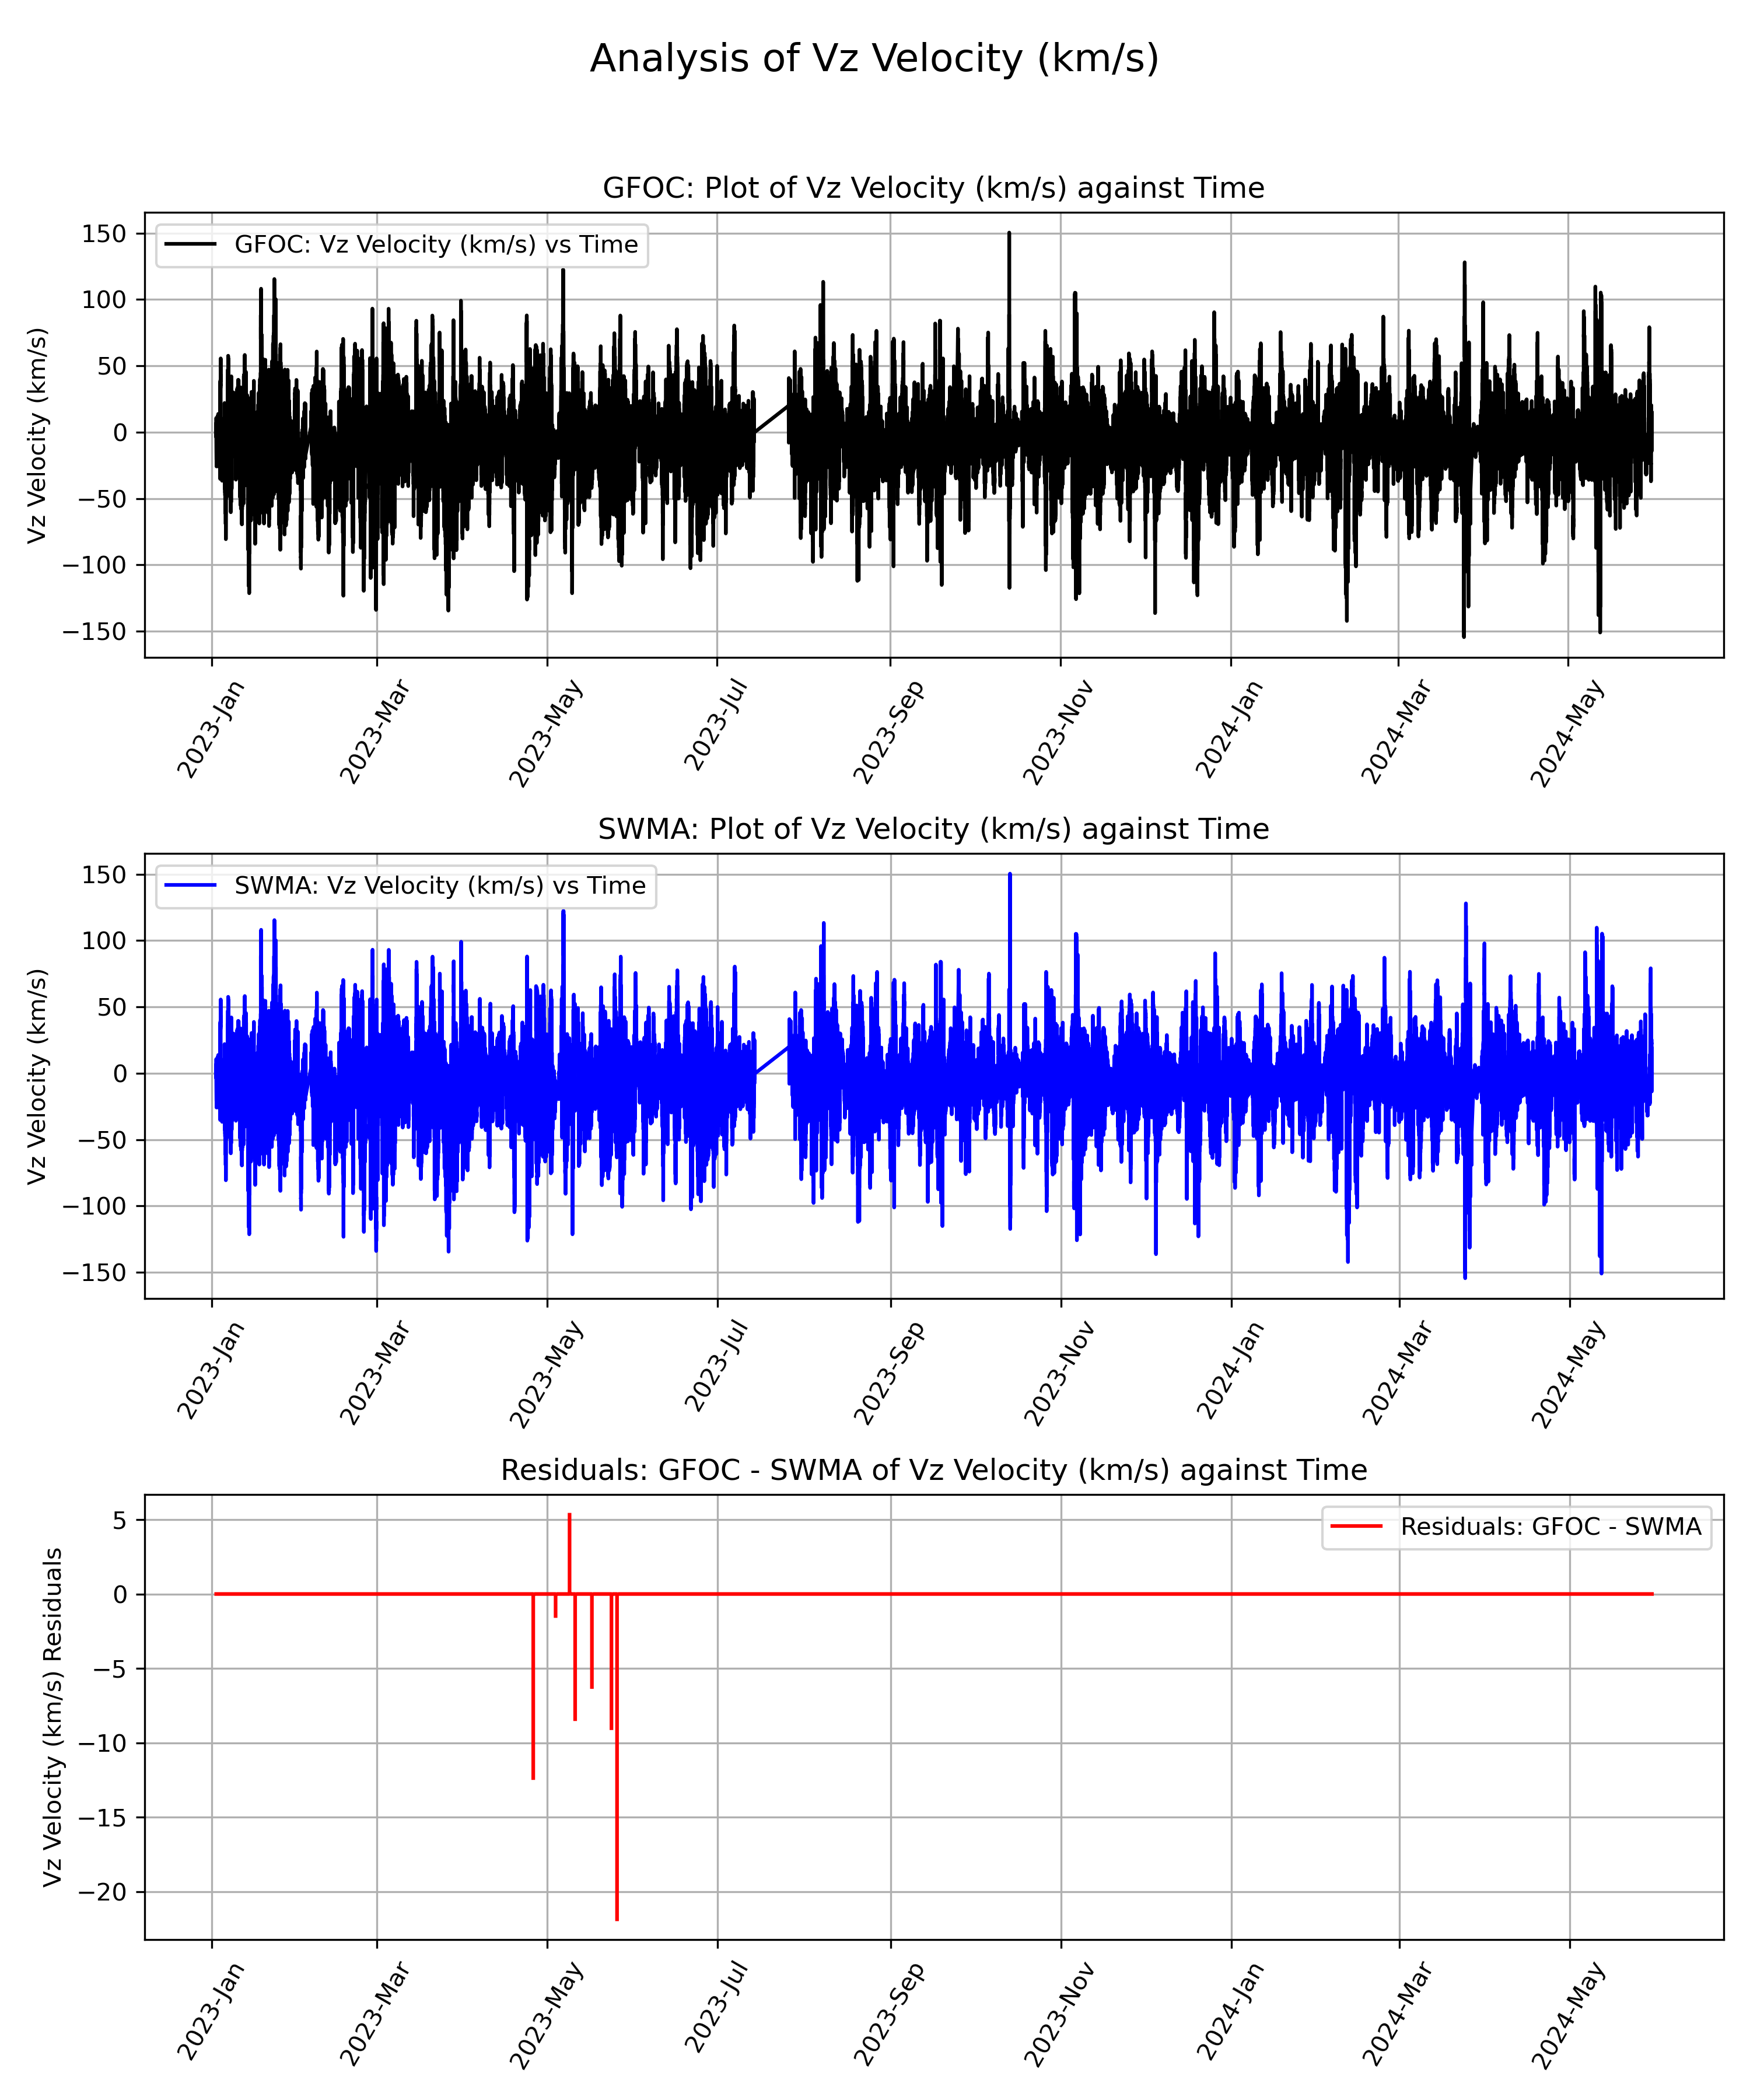 Analysis of Vz Velocity (km/s)
GFOC: Plot of Vz Velocity (km/s) against Time
GFOC: Vz Velocity (km/s) vs Time
Vz Velocity (km/s)
150
100
50
0
−50
−100
−150
2023-Jan
2023-Mar
2023-May
2023-Jul
2023-Sep
2023-Nov
2024-Jan
2024-Mar
2024-May
SWMA: Plot of Vz Velocity (km/s) against Time
SWMA: Vz Velocity (km/s) vs Time
Vz Velocity (km/s)
150
100
50
0
−50
−100
−150
2023-Jan
2023-Mar
2023-May
2023-Jul
2023-Sep
2023-Nov
2024-Jan
2024-Mar
2024-May
Residuals: GFOC - SWMA of Vz Velocity (km/s) against Time
Residuals: GFOC - SWMA
Vz Velocity (km/s) Residuals
5
0
−5
−10
−15
−20
2023-Jan
2023-Mar
2023-May
2023-Jul
2023-Sep
2023-Nov
2024-Jan
2024-Mar
2024-May